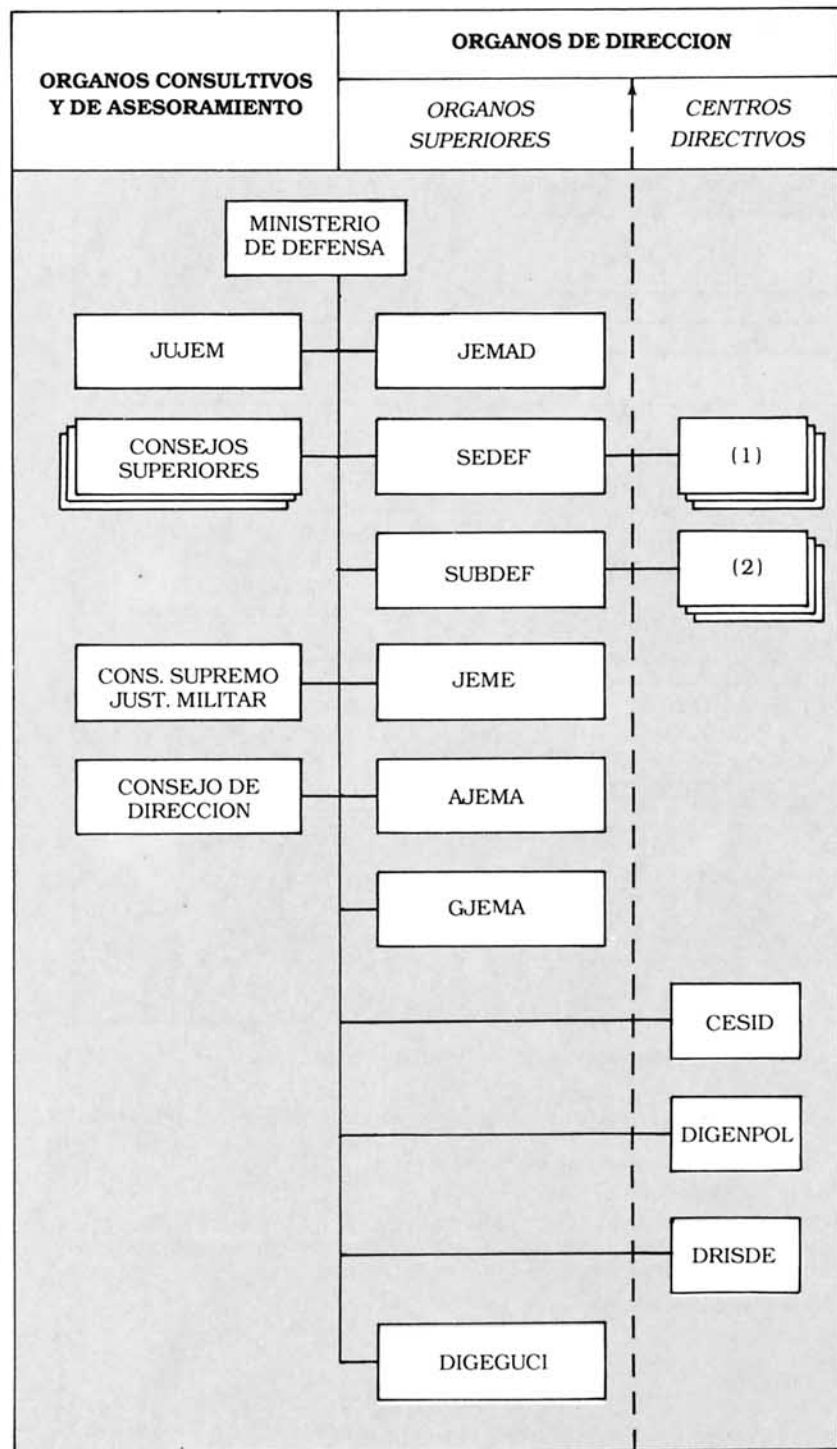 ORGANOS CONSULTIVOS
Y DE ASESORAMIENTO
ORGANOS DE DIRECCION
ORGANOS
SUPERIORES
CENTROS
DIRECTIVOS
MINISTERIO
DE DEFENSA
JUJEM
JEMAD
CONSEJOS
SUPERIORES
SEDEF
(1)
SUBDEF
(2)
CONS. SUPREMO
JUST. MILITAR
JEME
CONSEJO DE
DIRECCION
AJEMA
GJEMA
CESID
DIGENPOL
DRISDE
DIGEGUCI